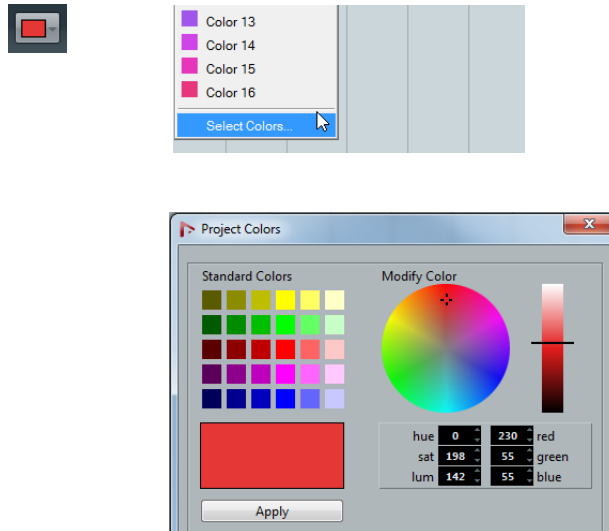 Color 13
Color 14
Color 15
Color 16
Select Colors...
Project Colors
Standard Colors
Modify Color
hue 0 230 red
sat 198 55 green
lum 142 55 blue
Apply